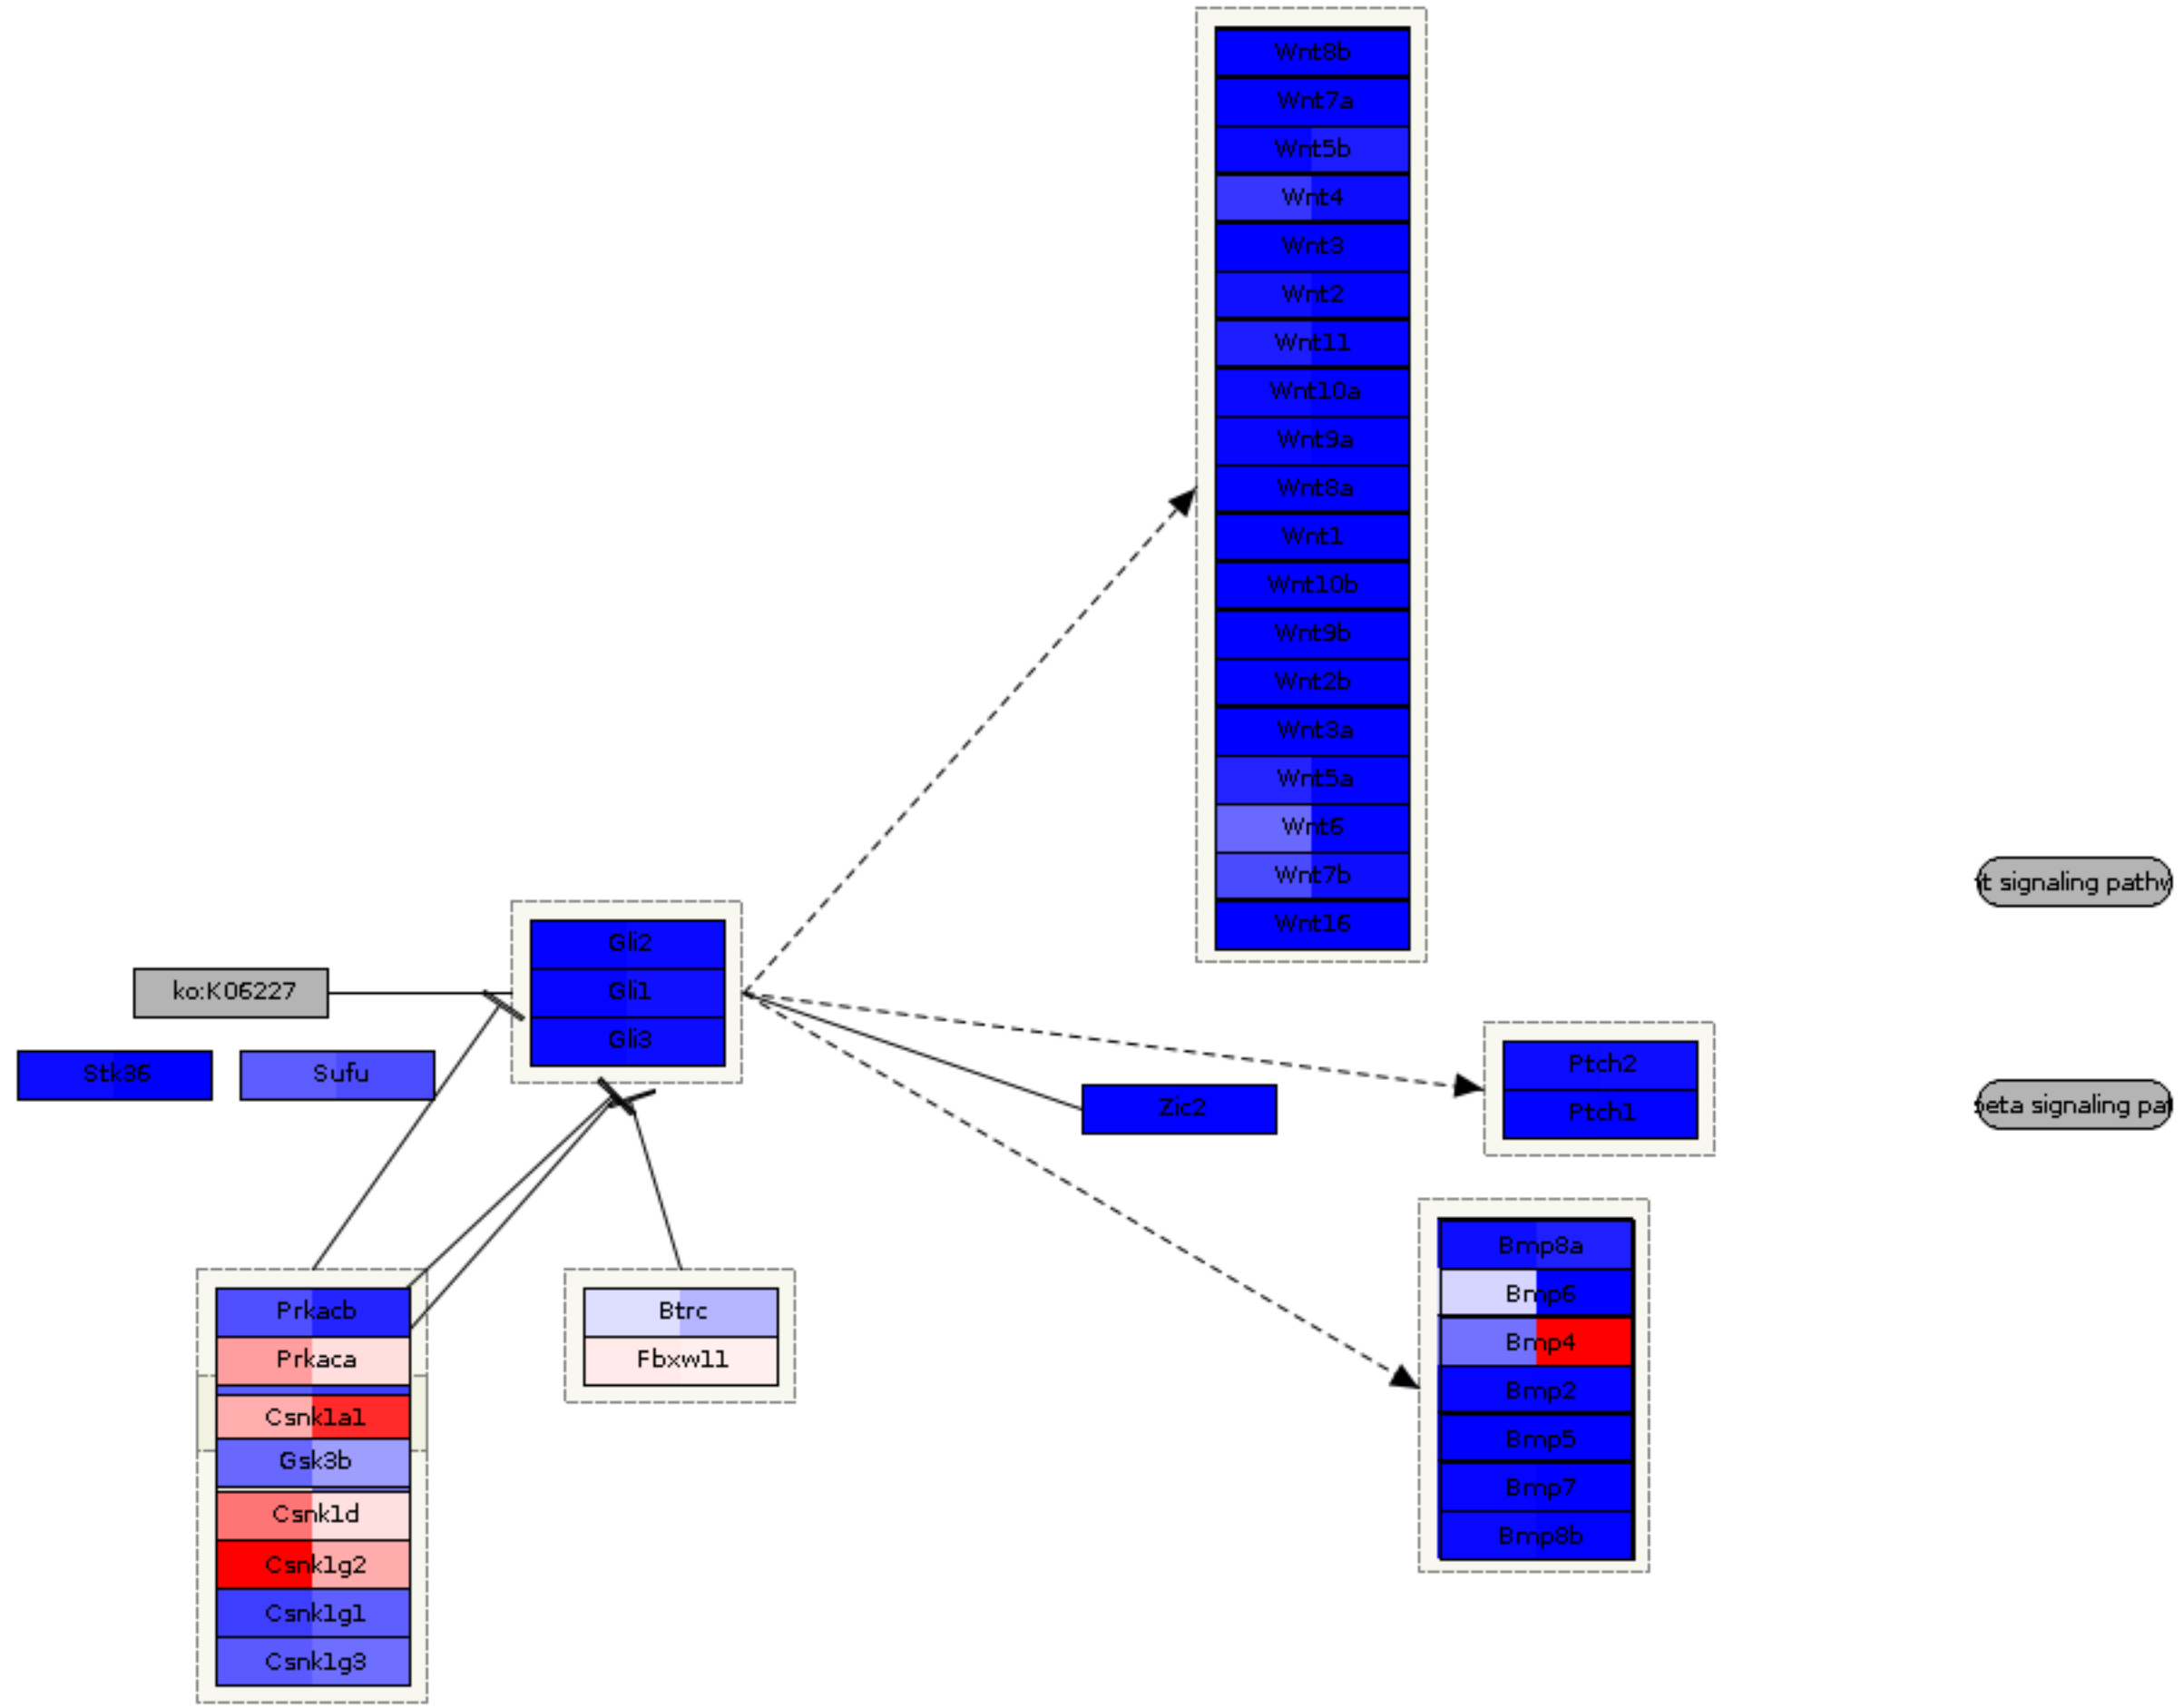 Wnt8b
Wnt7a
Wnt5b
Wnt4
Wnt3
Wnt2
Wnt11
Wnt10a
Wnt9a
Wnt8a
Wnt1
Wnt10b
Wnt9b
Wnt2b
Wnt3a
Wnt5a
Wnt6
Wnt7b
Wnt16
t signaling pathw
Gli2
Gli1
Gli3
ko:K06227
Stk36
Sufu
Zic2
Ptch2
Ptch1
beta signaling pat
Prkacb
Prkaca
Csnk1a1
Gsk3b
Csnk1d
Csnk1g2
Csnk1g1
Csnk1g3
Btrc
Fbxw11
Bmp8a
Bmp6
Bmp4
Bmp2
Bmp5
Bmp7
Bmp8b